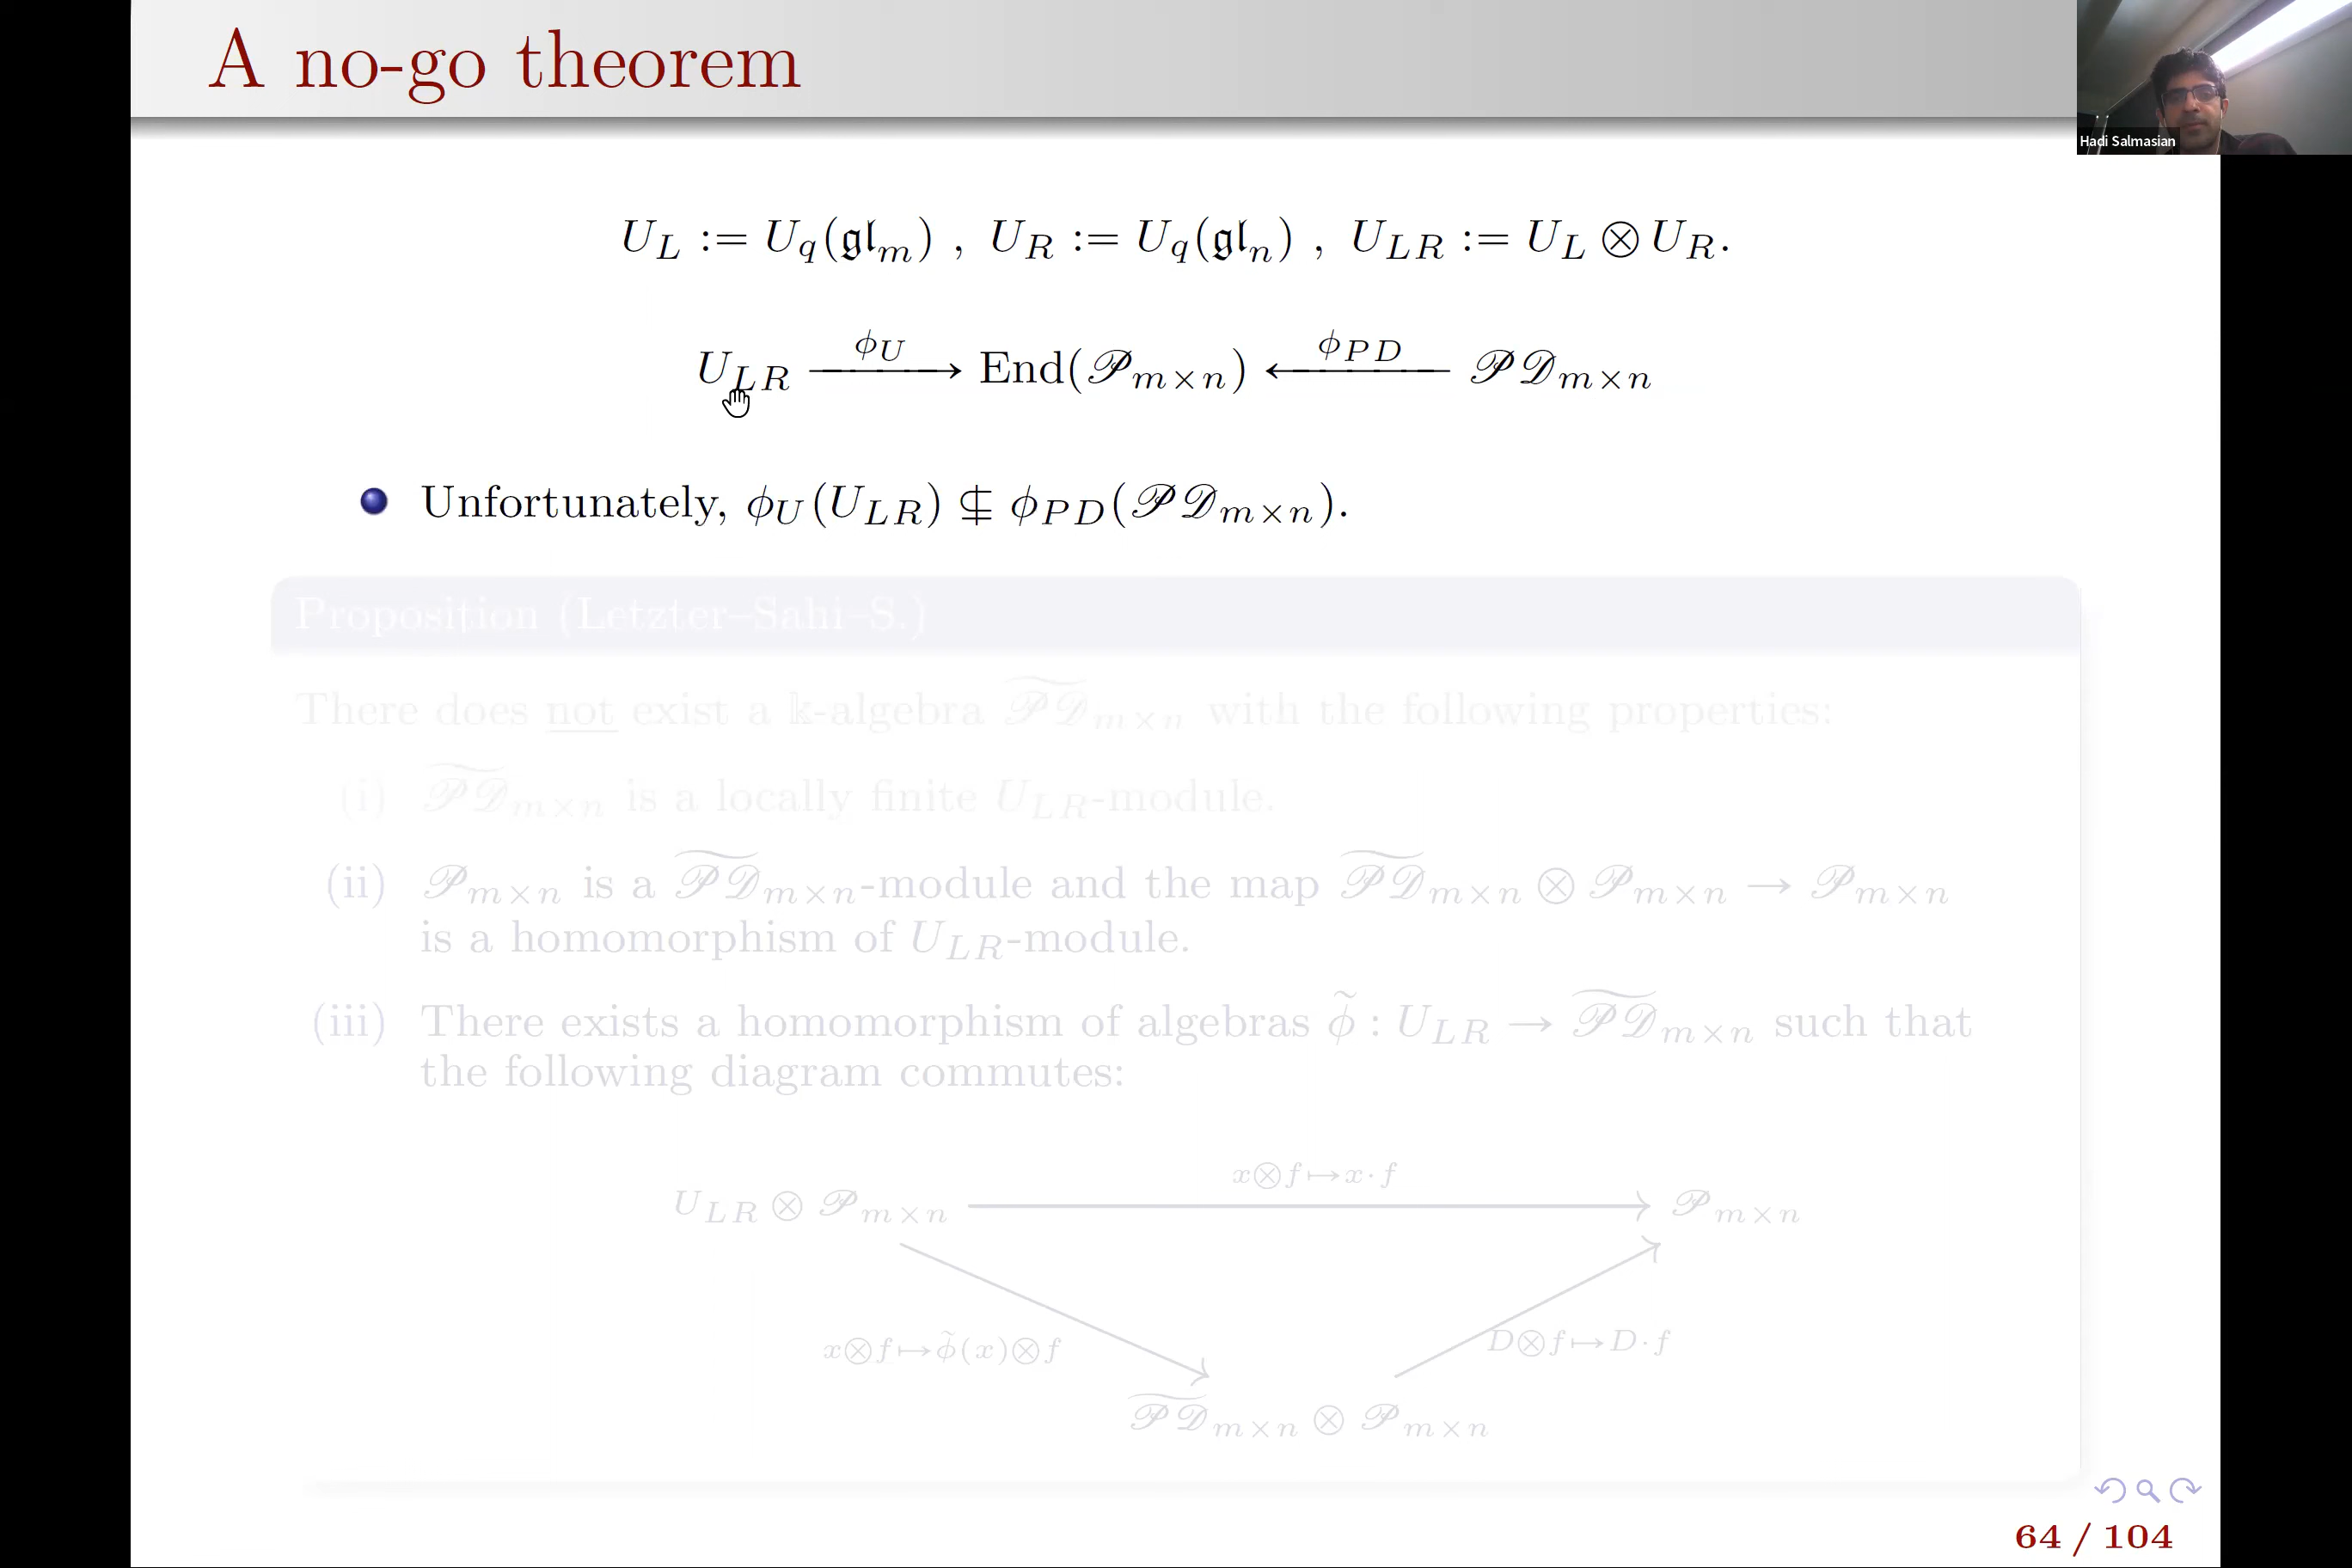 A no-go theorem
Hadi Salmasian
U_L := U_q(𝔤𝔩_m) , U_R := U_q(𝔤𝔩_n) , U_{LR} := U_L ⊗ U_R.
U_{LR} —ϕ_U→ End(𝒫_{m×n}) ←ϕ_{PD}— 𝒫𝒟_{m×n}
Unfortunately, ϕ_U(U_{LR}) ⊈ ϕ_{PD}(𝒫𝒟_{m×n}).
Proposition (Letzter–Sahi–S.)
There does not exist a 𝕜-algebra \widetilde{𝒫𝒟}_{m×n} with the following properties:
(i) \widetilde{𝒫𝒟}_{m×n} is a locally finite U_{LR}-module.
(ii) 𝒫_{m×n} is a \widetilde{𝒫𝒟}_{m×n}-module and the map \widetilde{𝒫𝒟}_{m×n} ⊗ 𝒫_{m×n} → 𝒫_{m×n}
is a homomorphism of U_{LR}-module.
(iii) There exists a homomorphism of algebras \tilde{ϕ} : U_{LR} → \widetilde{𝒫𝒟}_{m×n} such that
the following diagram commutes:
x⊗f↦x·f
U_{LR} ⊗ 𝒫_{m×n} → 𝒫_{m×n}
x⊗f↦\tilde{ϕ}(x)⊗f D⊗f↦D·f
\widetilde{𝒫𝒟}_{m×n} ⊗ 𝒫_{m×n}
64 / 104